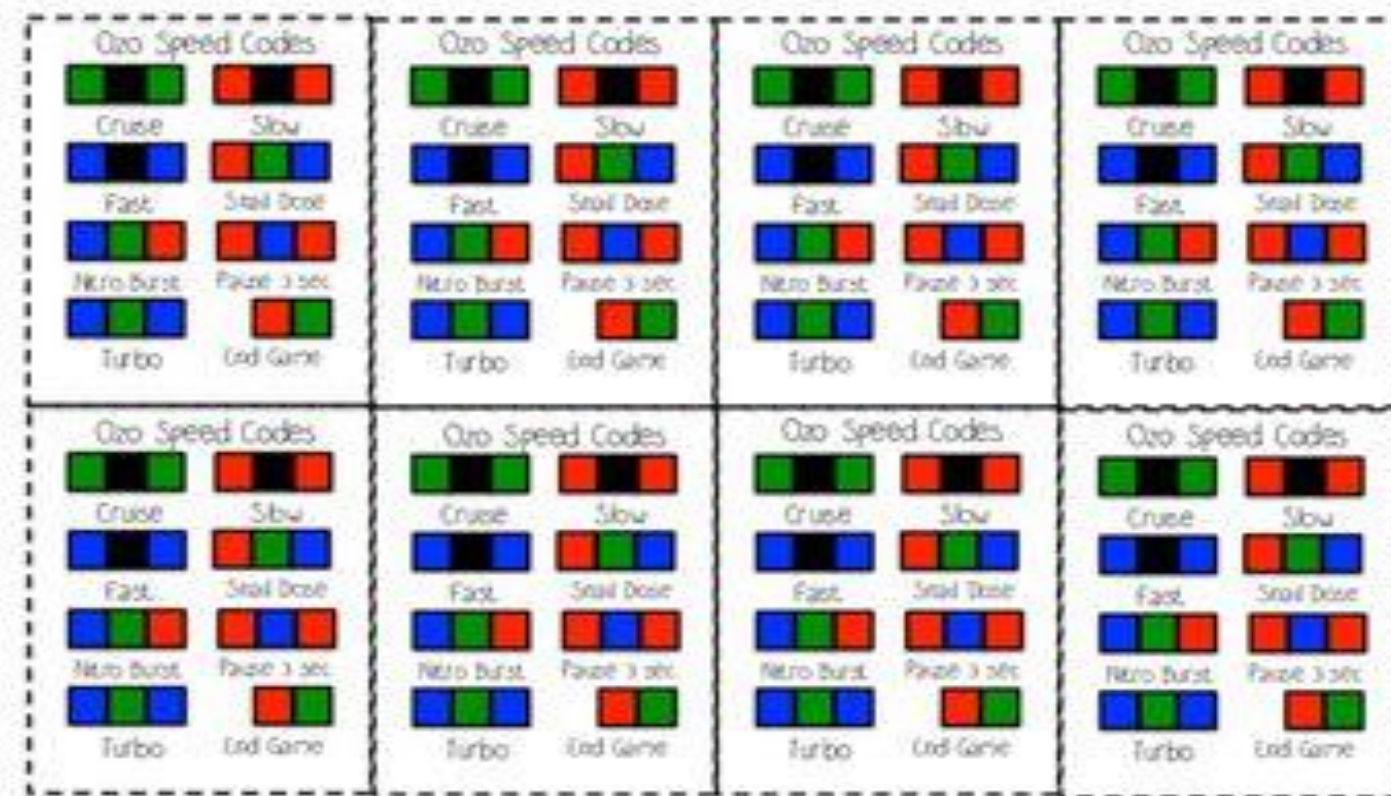 Ozo Speed Codes
Cruise Slow
Fast Snail Dose
Nitro Burst Pause 3 sec
Turbo End Game
Ozo Speed Codes
Cruise Slow
Fast Snail Dose
Nitro Burst Pause 3 sec
Turbo End Game
Ozo Speed Codes
Cruise Slow
Fast Snail Dose
Nitro Burst Pause 3 sec
Turbo End Game
Ozo Speed Codes
Cruise Slow
Fast Snail Dose
Nitro Burst Pause 3 sec
Turbo End Game
Ozo Speed Codes
Cruise Slow
Fast Snail Dose
Nitro Burst Pause 3 sec
Turbo End Game
Ozo Speed Codes
Cruise Slow
Fast Snail Dose
Nitro Burst Pause 3 sec
Turbo End Game
Ozo Speed Codes
Cruise Slow
Fast Snail Dose
Nitro Burst Pause 3 sec
Turbo End Game
Ozo Speed Codes
Cruise Slow
Fast Snail Dose
Nitro Burst Pause 3 sec
Turbo End Game